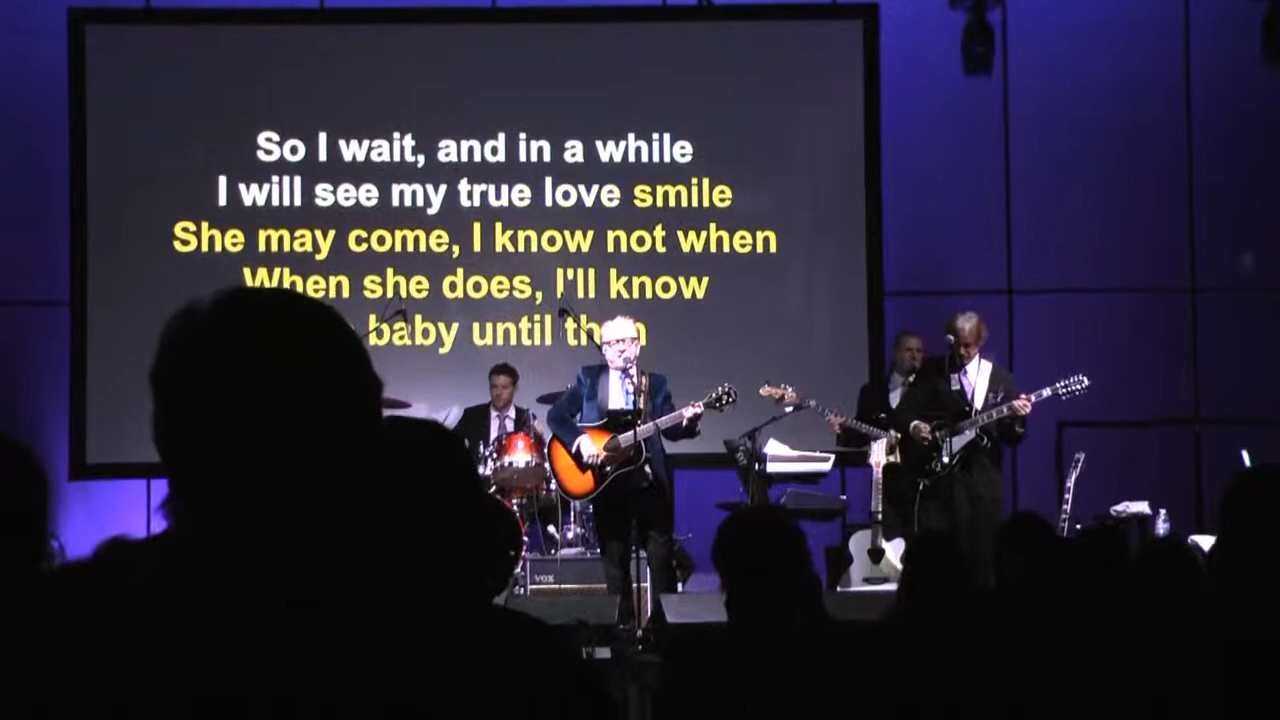 So I wait, and in a while
I will see my true love smile
She may come, I know not when
When she does, I'll know
baby until then
VOX